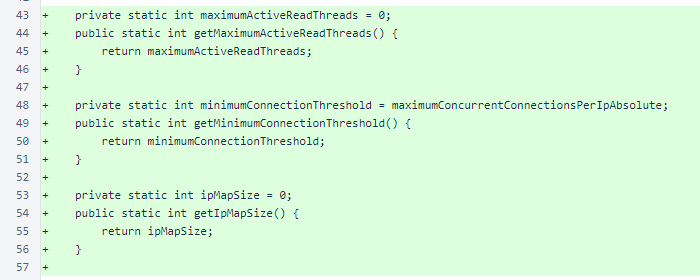 43 +     private static int maximumActiveReadThreads = 0;
44 +     public static int getMaximumActiveReadThreads() {
45 +         return maximumActiveReadThreads;
46 +     }
47 +
48 +     private static int minimumConnectionThreshold = maximumConcurrentConnectionsPerIpAbsolute;
49 +     public static int getMinimumConnectionThreshold() {
50 +         return minimumConnectionThreshold;
51 +     }
52 +
53 +     private static int ipMapSize = 0;
54 +     public static int getIpMapSize() {
55 +         return ipMapSize;
56 +     }
57 +